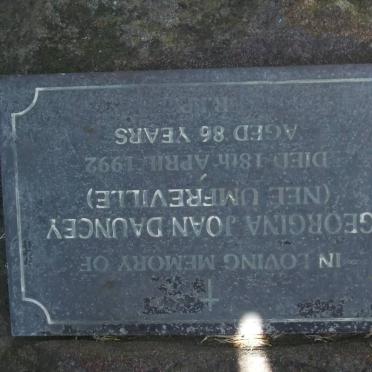 IN LOVING MEMORY OF
GEORGINA JOAN DAUNCEY
(NEE UMFREVILLE)
DIED 18th APRIL 1992
AGED 86 YEARS
R.I.P.